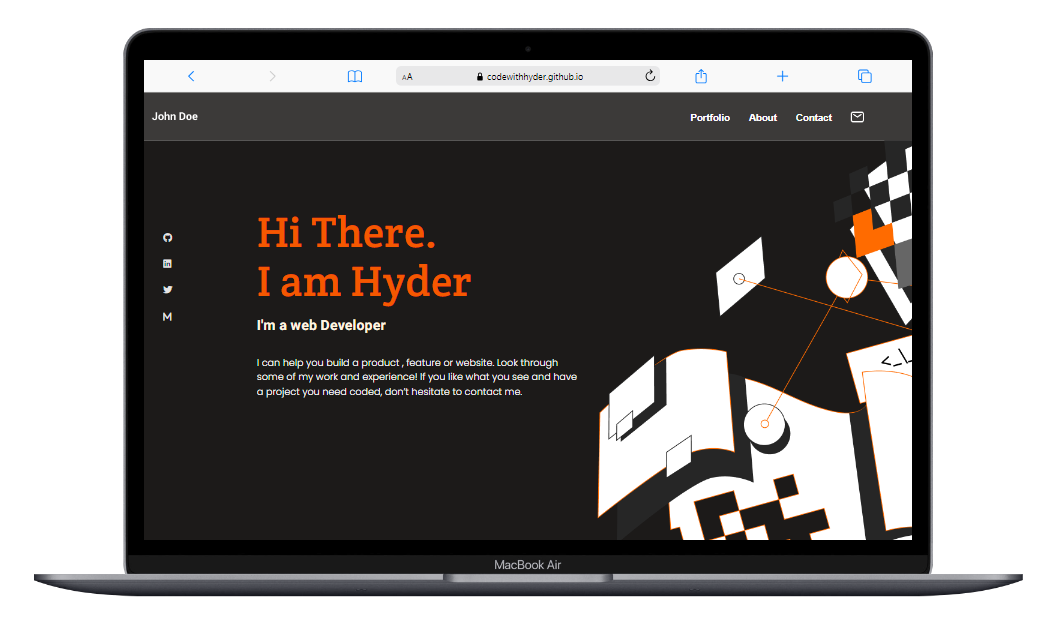 AA codewithhyder.github.io
John Doe
Portfolio About Contact
Hi There.
I am Hyder
I'm a web Developer
I can help you build a product , feature or website. Look through
some of my work and experience! If you like what you see and have
a project you need coded, don't hesitate to contact me.
<_\
MacBook Air